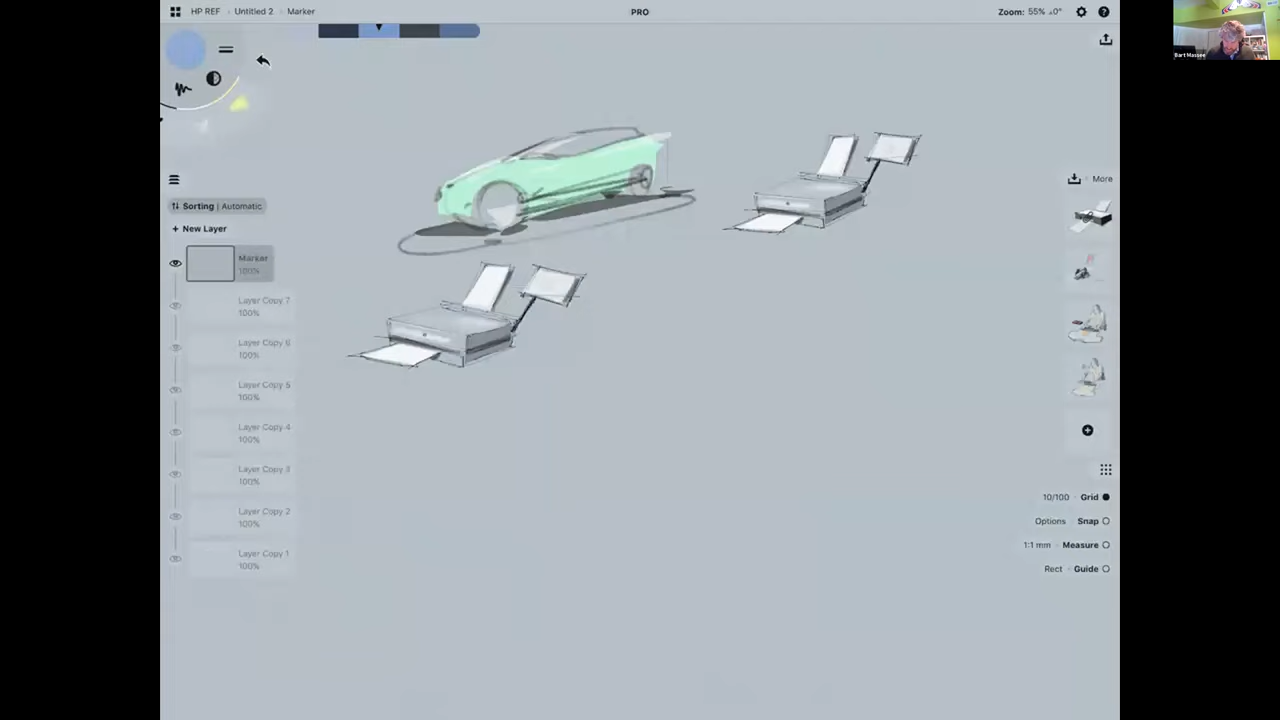 HP REF › Untitled 2 › Marker
PRO
Zoom: 55% ⊿0°
Bart Massee
More
Sorting | Automatic
+ New Layer
Marker
100%
Layer Copy 7
100%
Layer Copy 6
100%
Layer Copy 5
100%
Layer Copy 4
100%
Layer Copy 3
100%
Layer Copy 2
100%
Layer Copy 1
100%
10/100 · Grid
Options Snap
1:1 mm · Measure
Rect · Guide